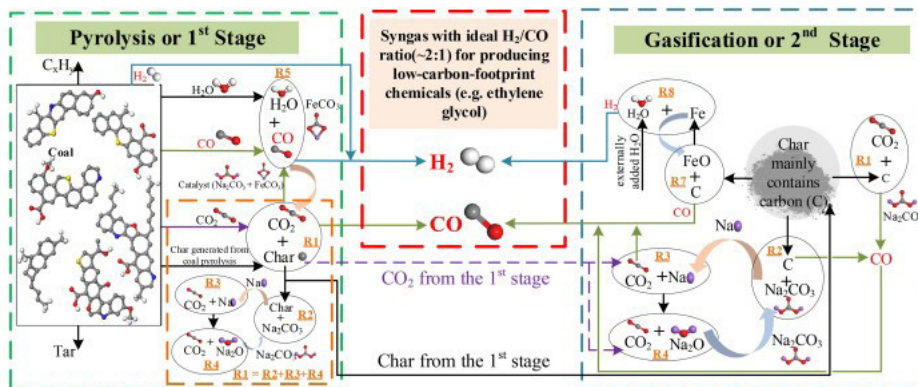 Pyrolysis or 1st Stage
CxHy
H2
Coal
H2O
CO
R5
H2O
+
CO
FeCO3
Catalyst (Na2CO3 + FeCO3)
CO2
CO2
+
Char
R1
Char generated from
coal pyrolysis
R3
CO2 + Na
Na
Char
+
Na2CO3
R2
CO2
+
Na2O
R4
Na2CO3
R1 = R2+R3+R4
Tar
Syngas with ideal H2/CO
ratio(~2:1) for producing
low-carbon-footprint
chemicals (e.g. ethylene
glycol)
H2
CO
CO2 from the 1st stage
Char from the 1st stage
Gasification or 2nd Stage
H2
R8
H2O
+
Fe
externally
added H2O
FeO
+
C
R7
CO
Char
mainly
contains
carbon (C)
CO2
+
C
R1
Na2CO
CO
Na
R3
CO2
+
Na
R2
C
+
Na2CO3
CO2
+
Na2O
R4
Na2CO3